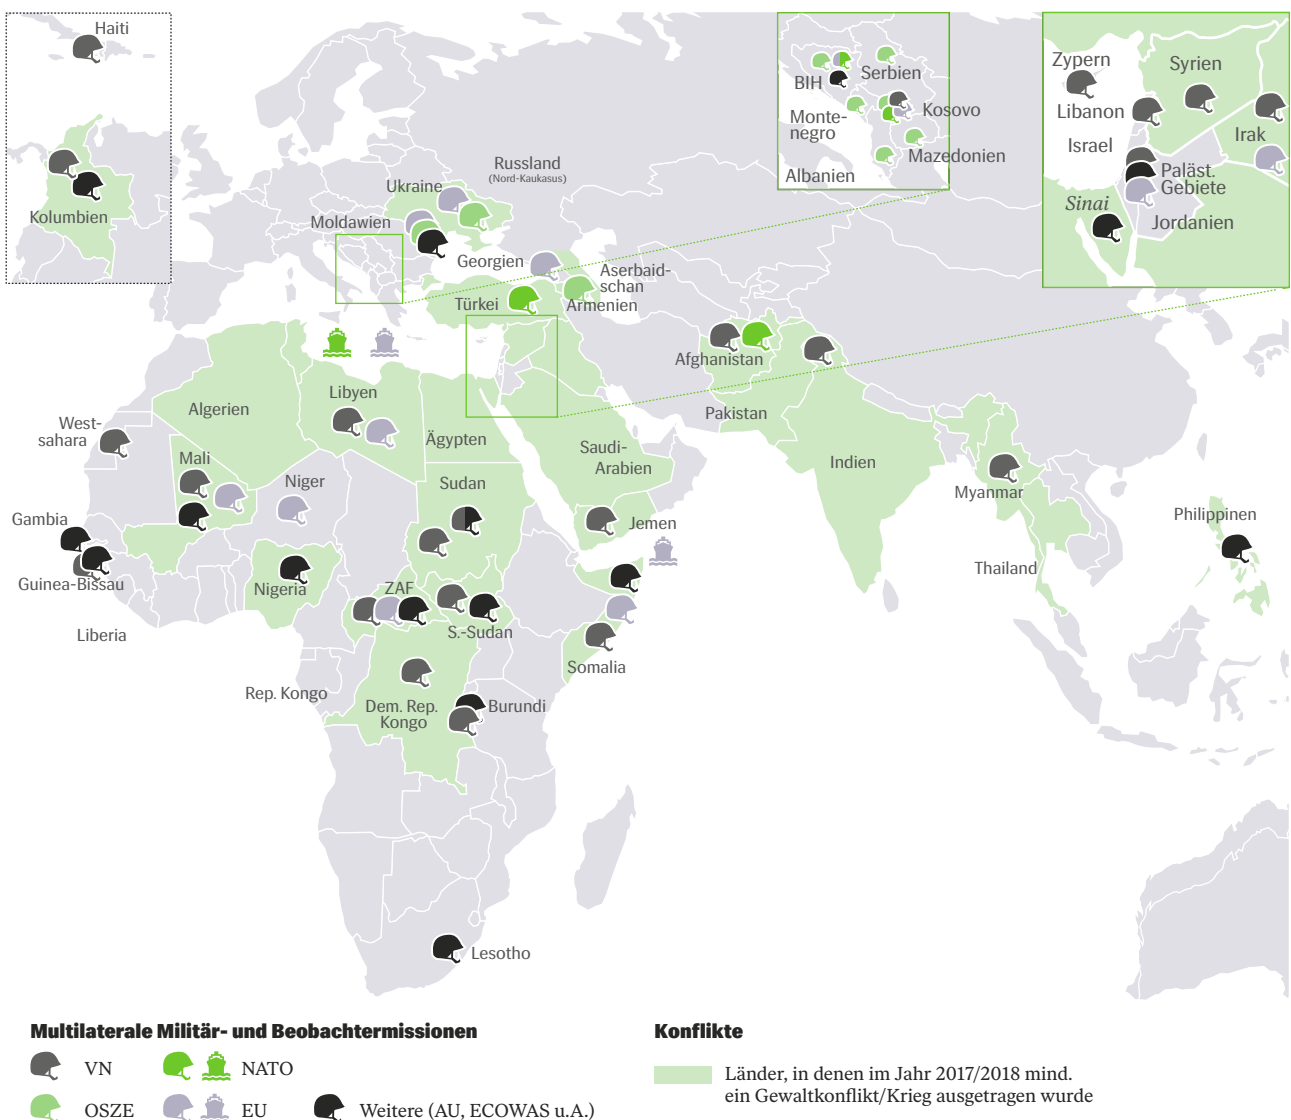 Haiti
Kolumbien
Russland
(Nord-Kaukasus)
Ukraine
Moldawien
Georgien
Aserbaid-
schan
Armenien
Türkei
BIH
Serbien
Kosovo
Monte-
negro
Mazedonien
Albanien
Zypern
Syrien
Libanon
Irak
Israel
Paläst.
Gebiete
Sinai
Jordanien
Afghanistan
Pakistan
Indien
Myanmar
Thailand
Philippinen
West-
sahara
Algerien
Libyen
Ägypten
Saudi-
Arabien
Mali
Niger
Sudan
Jemen
Gambia
Guinea-Bissau
Nigeria
ZAF
S.-Sudan
Liberia
Somalia
Rep. Kongo
Dem. Rep.
Kongo
Burundi
Lesotho
Multilaterale Militär- und Beobachtermissionen
VN
NATO
OSZE
EU
Weitere (AU, ECOWAS u.A.)
Konflikte
Länder, in denen im Jahr 2017/2018 mind.
ein Gewaltkonflikt/Krieg ausgetragen wurde